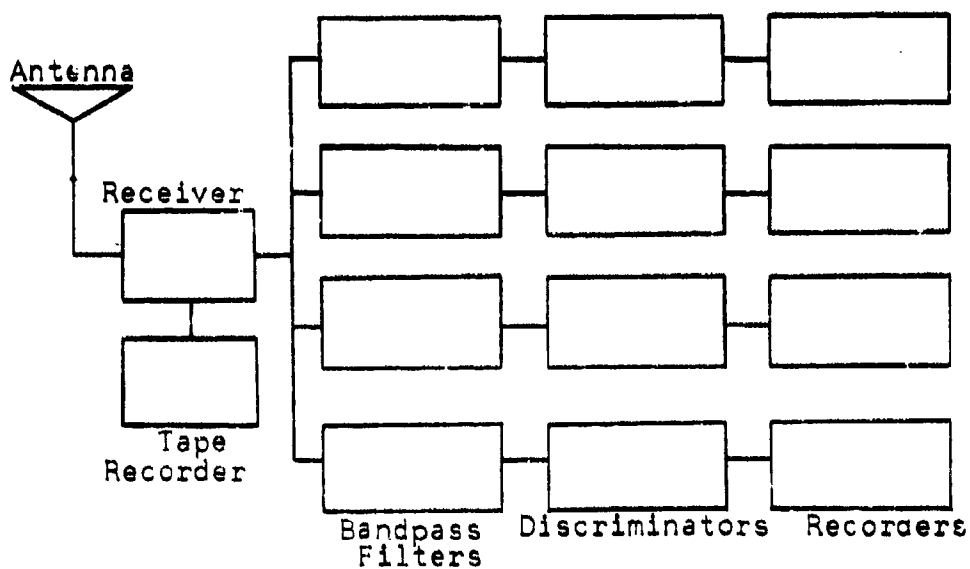 Antenna
Receiver
Tape
Recorder
Bandpass
Filters
Discriminators
Recorders